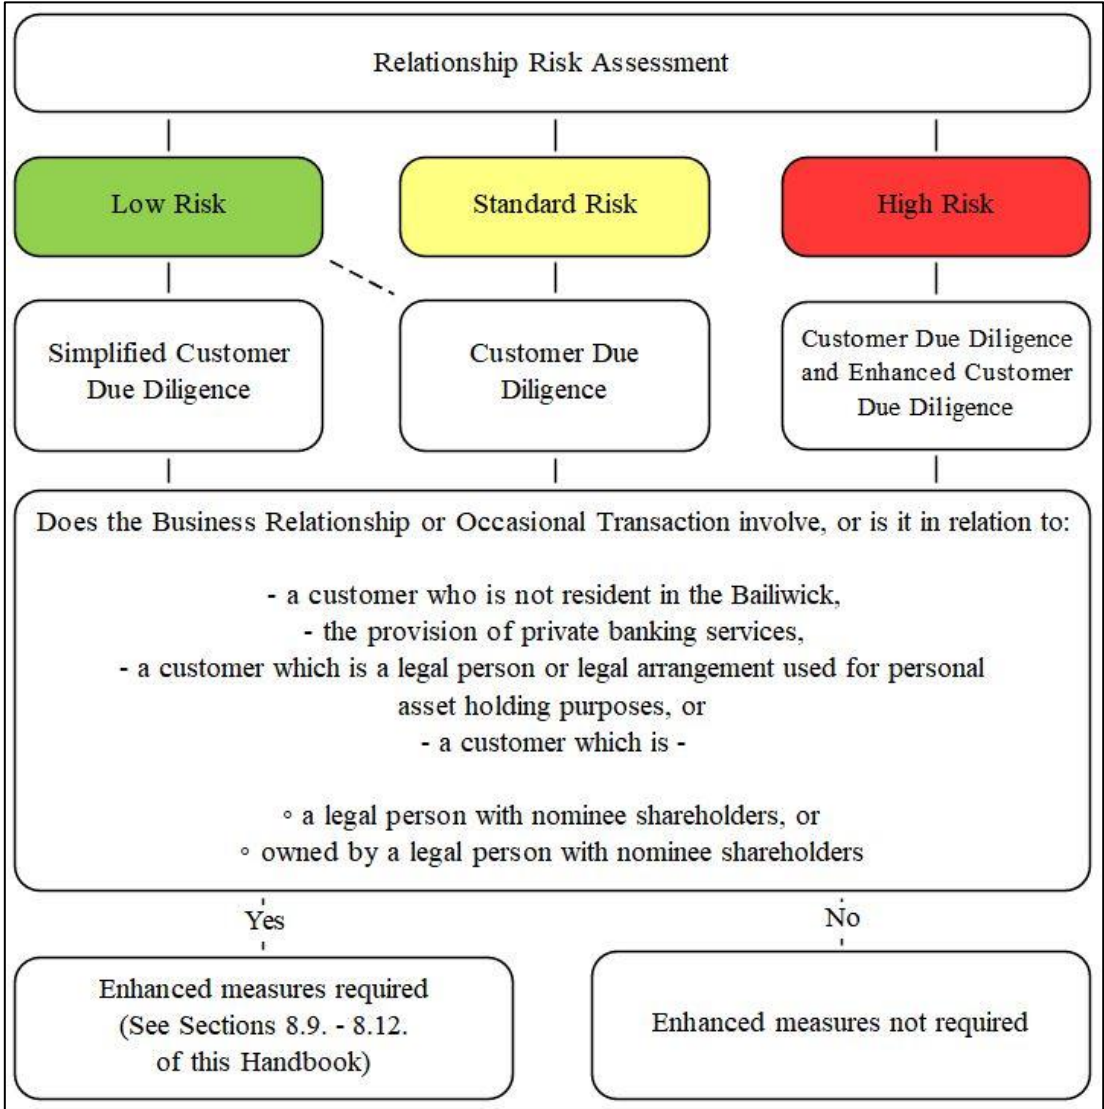 Relationship Risk Assessment
Low Risk
Standard Risk
High Risk
Simplified Customer
Due Diligence
Customer Due
Diligence
Customer Due Diligence
and Enhanced Customer
Due Diligence
Does the Business Relationship or Occasional Transaction involve, or is it in relation to:
- a customer who is not resident in the Bailiwick,
- the provision of private banking services,
- a customer which is a legal person or legal arrangement used for personal
asset holding purposes, or
- a customer which is -
◦ a legal person with nominee shareholders, or
◦ owned by a legal person with nominee shareholders
Yes
No
Enhanced measures required
(See Sections 8.9. - 8.12.
of this Handbook)
Enhanced measures not required